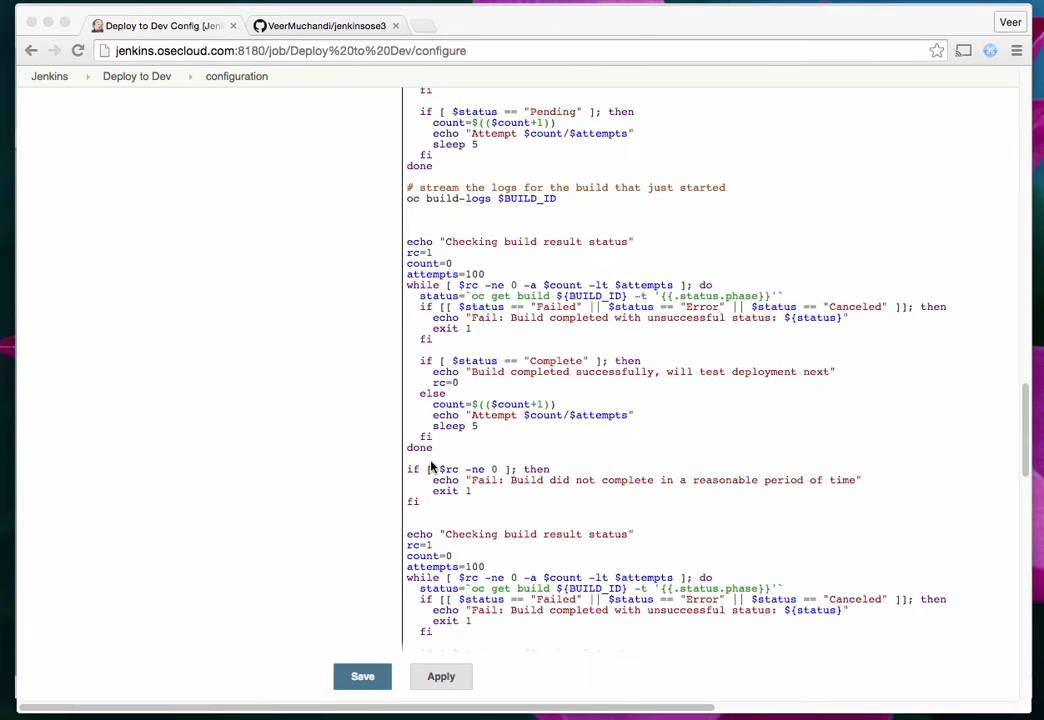 Deploy to Dev Config [Jen
VeerMuchandi/jenkinsose3
Veer
jenkins.osecloud.com:8180/job/Deploy%20to%20Dev/configure
Jenkins
Deploy to Dev
configuration
fi
if [ $status == "Pending" ]; then
count=$(($count+1))
echo "Attempt $count/$attempts"
sleep 5
fi
done
# stream the logs for the build that just started
oc build-logs $BUILD_ID
echo "Checking build result status"
rc=1
count=0
attempts=100
while [ $rc -ne 0 -a $count -lt $attempts ]; do
status=`oc get build ${BUILD_ID} -t '{{.status.phase}}'`
if [[ $status == "Failed" || $status == "Error" || $status == "Canceled" ]]; then
echo "Fail: Build completed with unsuccessful status: ${status}"
exit 1
fi
if [ $status == "Complete" ]; then
echo "Build completed successfully, will test deployment next"
rc=0
else
count=$(($count+1))
echo "Attempt $count/$attempts"
sleep 5
fi
done
if [ $rc -ne 0 ]; then
echo "Fail: Build did not complete in a reasonable period of time"
exit 1
fi
echo "Checking build result status"
rc=1
count=0
attempts=100
while [ $rc -ne 0 -a $count -lt $attempts ]; do
status=`oc get build ${BUILD_ID} -t '{{.status.phase}}'`
if [[ $status == "Failed" || $status == "Error" || $status == "Canceled" ]]; then
echo "Fail: Build completed with unsuccessful status: ${status}"
exit 1
fi
Save
Apply